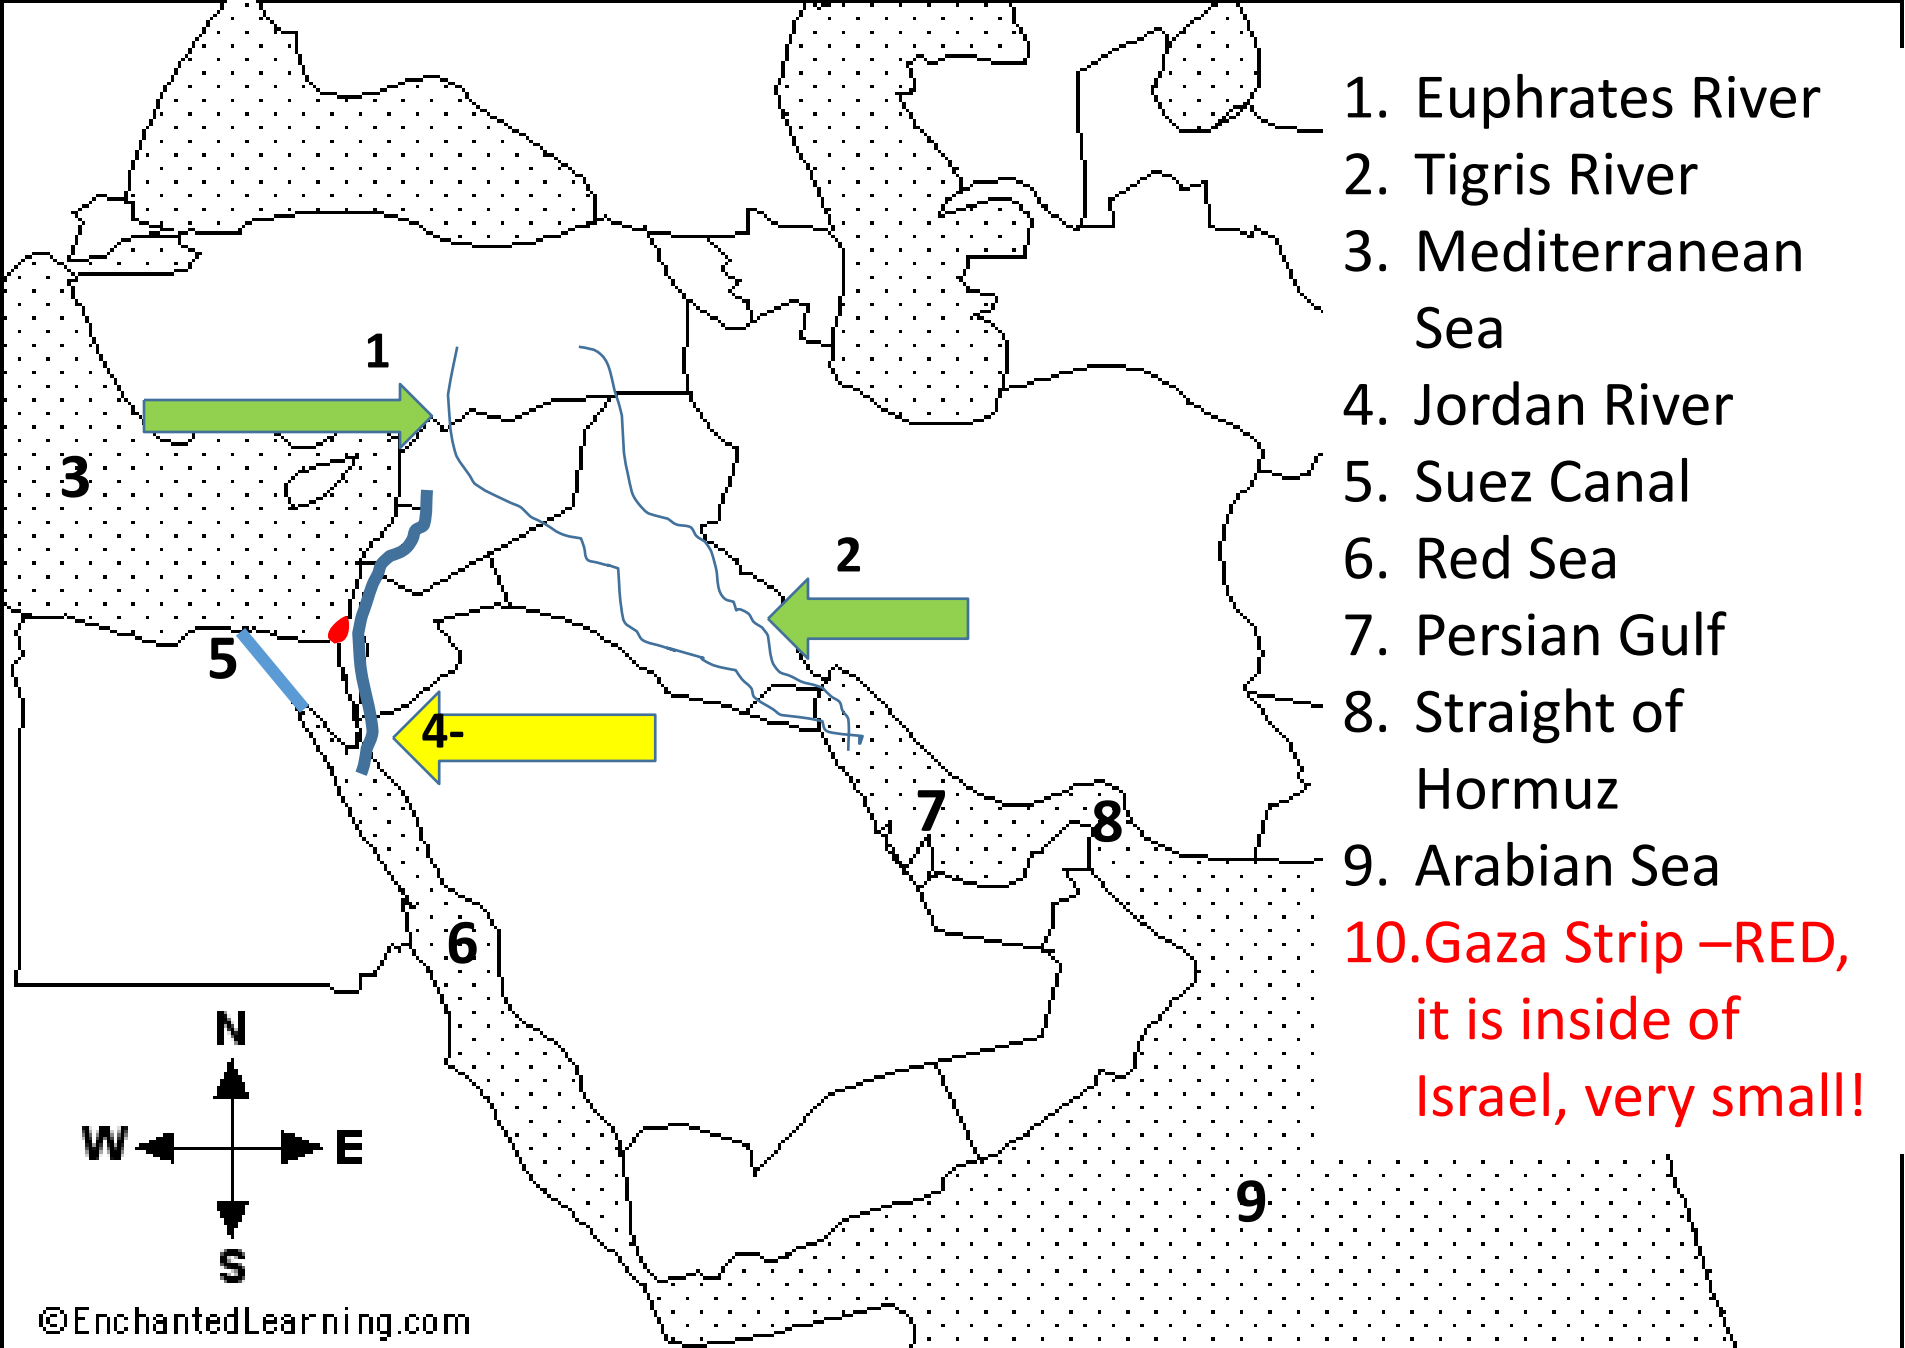 1. Euphrates River
2. Tigris River
3. Mediterranean
Sea
4. Jordan River
5. Suez Canal
6. Red Sea
7. Persian Gulf
8. Straight of
Hormuz
9. Arabian Sea
10.Gaza Strip –RED,
it is inside of
Israel, very small!
1
3
2
5
4-
7
8
6
9
N
W E
S
©EnchantedLearning.com